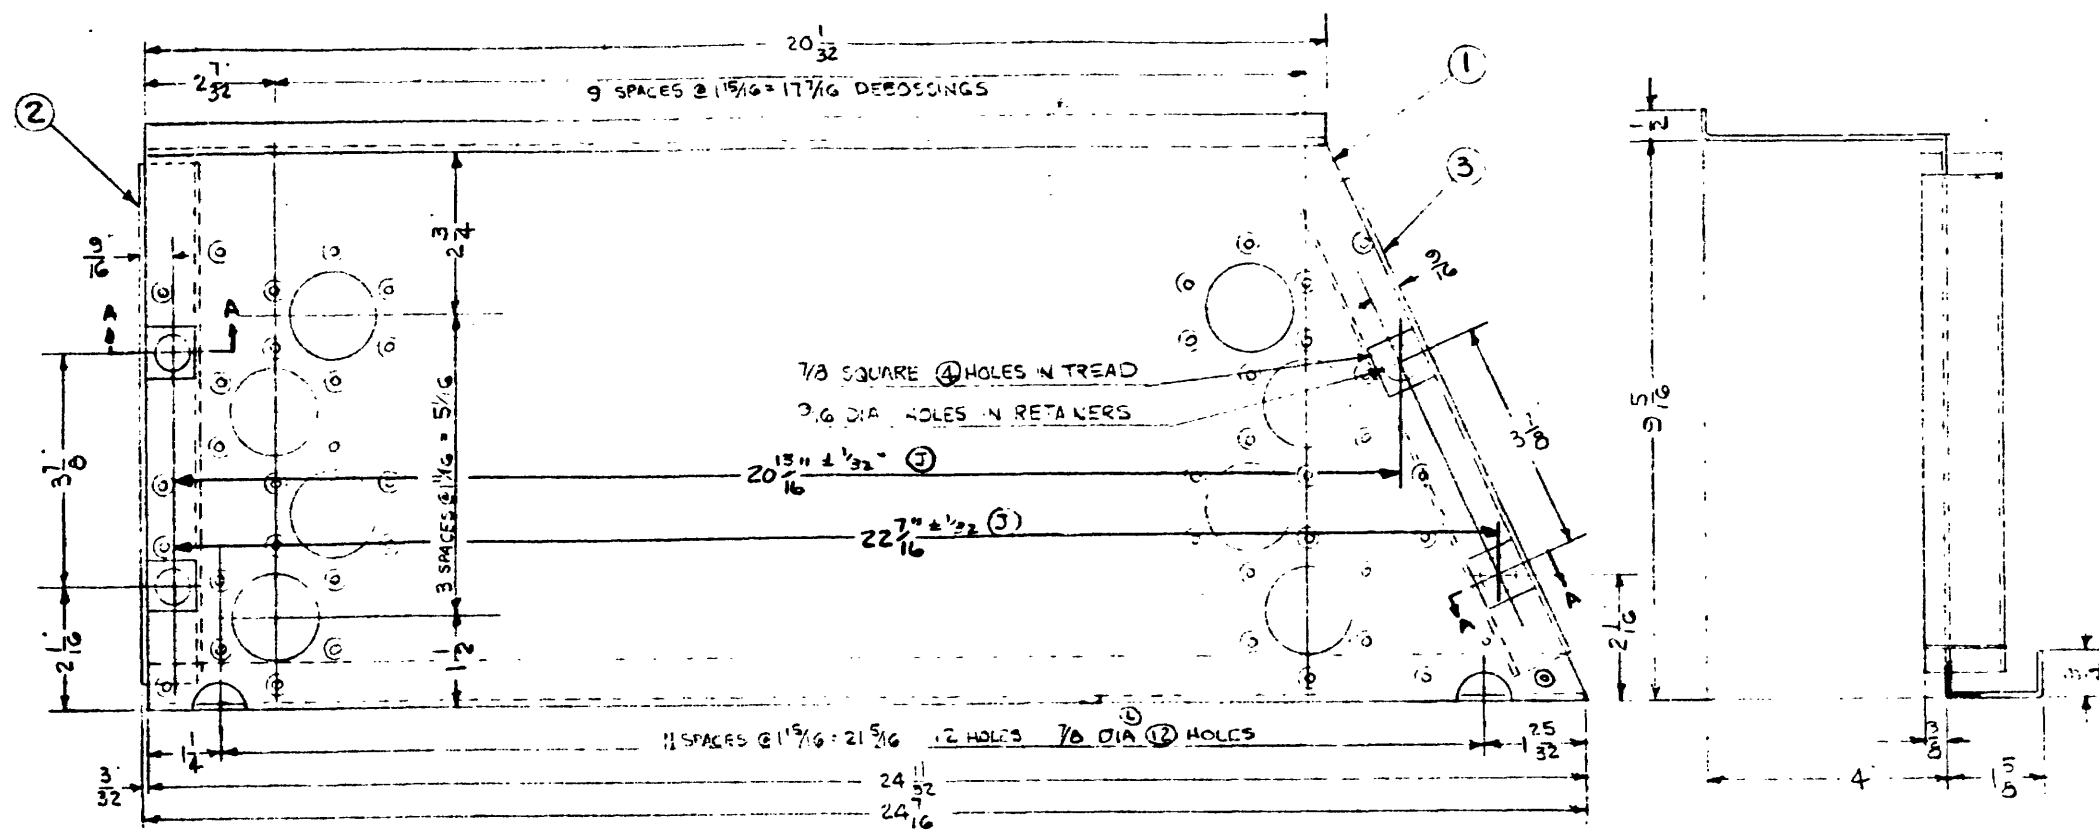 20 1/32
2 7/32
9 SPACES @ 1 15/16 = 17 7/16 DEBOSSINGS
1
2
3
1/2
2 3/4
9/16
A
A
9/16
7/8 SQUARE 4 HOLES IN TREAD
9/16 DIA HOLES IN RETAINERS
3 7/8
3 SPACES @ 1 11/16 = 5 1/16
3 7/8
9 5/16
20 13/16" ± 1/32" J
22 7/16" ± 1/32 J
A
A
2 1/16
1 1/2
2 1/16
11 SPACES @ 1 15/16 = 21 5/16 12 HOLES 7/8 DIA 12 HOLES
1 1/4
1 25/32
3/32
24 11/32
24 7/16
4
1 5/8